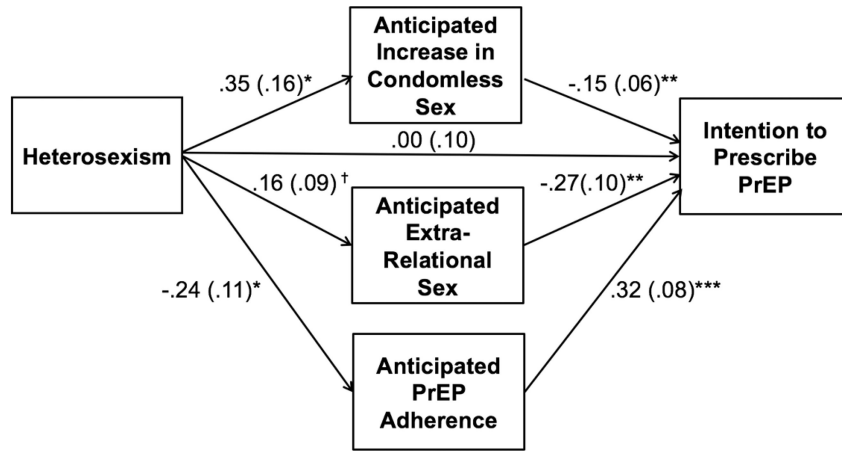 Anticipated
Increase in
Condomless
Sex
.35 (.16)*
-.15 (.06)**
Heterosexism
.00 (.10)
Intention to
Prescribe
PrEP
.16 (.09) †
-.27(.10)**
Anticipated
Extra-
Relational
Sex
-.24 (.11)*
.32 (.08)***
Anticipated
PrEP
Adherence